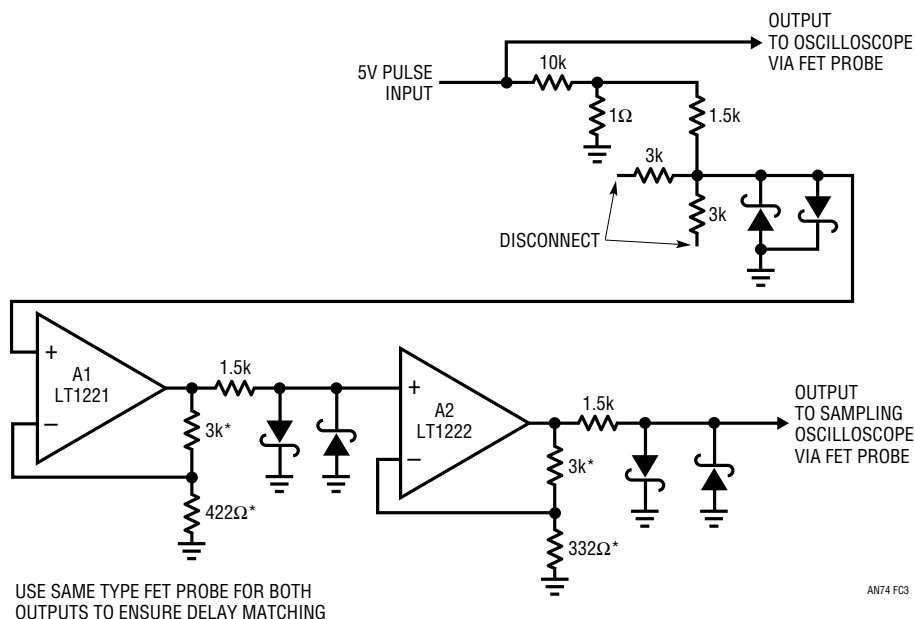 OUTPUT
TO OSCILLOSCOPE
VIA FET PROBE
5V PULSE
INPUT
10k
1Ω
1.5k
3k
3k
DISCONNECT
+
A1
LT1221
−
1.5k
3k*
422Ω*
+
A2
LT1222
−
1.5k
3k*
332Ω*
OUTPUT
TO SAMPLING
OSCILLOSCOPE
VIA FET PROBE
USE SAME TYPE FET PROBE FOR BOTH
OUTPUTS TO ENSURE DELAY MATCHING
AN74 FC3